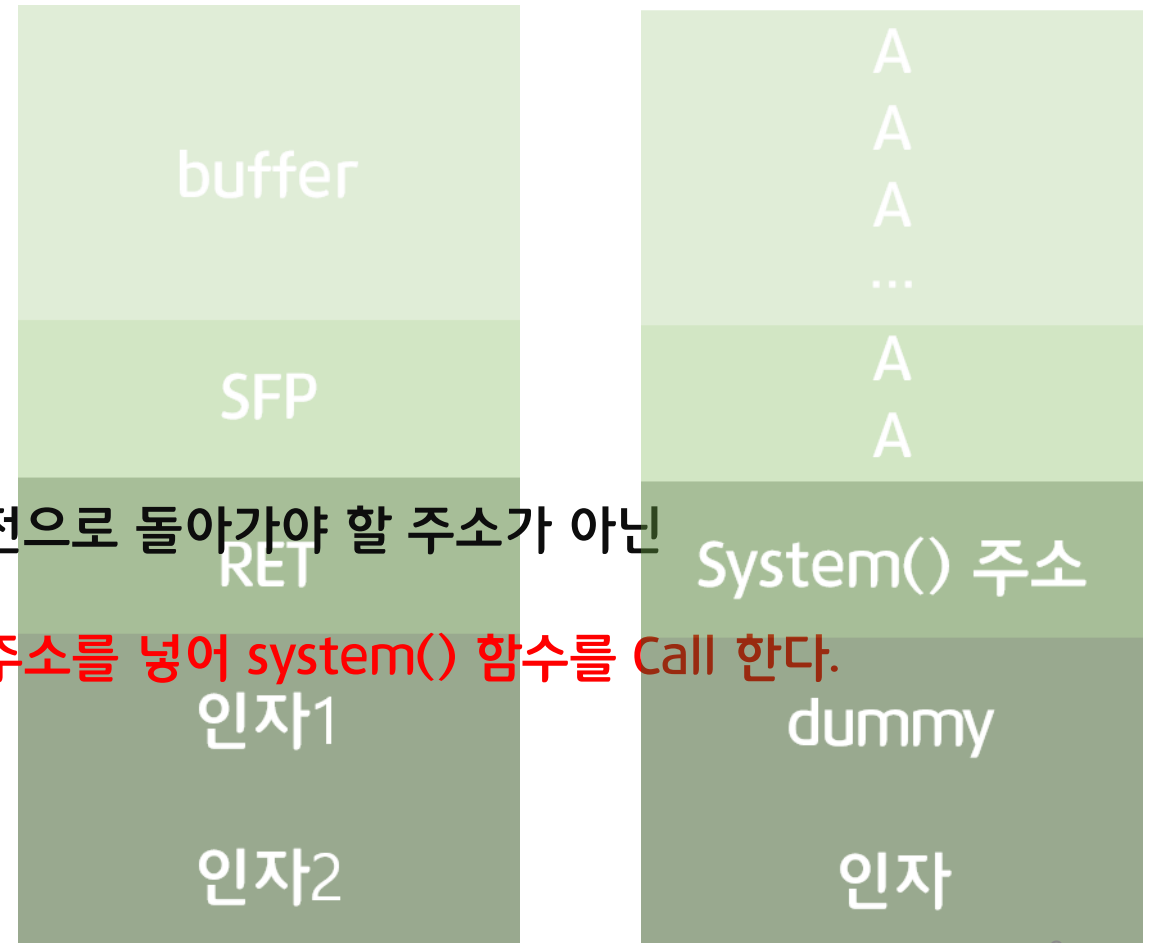 buffer
SFP
RET
인자1
인자2
A
A
A
...
A
A
System() 주소
dummy
인자
으로 돌아가야 할 주소가 아닌
주소를 넣어 system() 함수를 Call 한다.